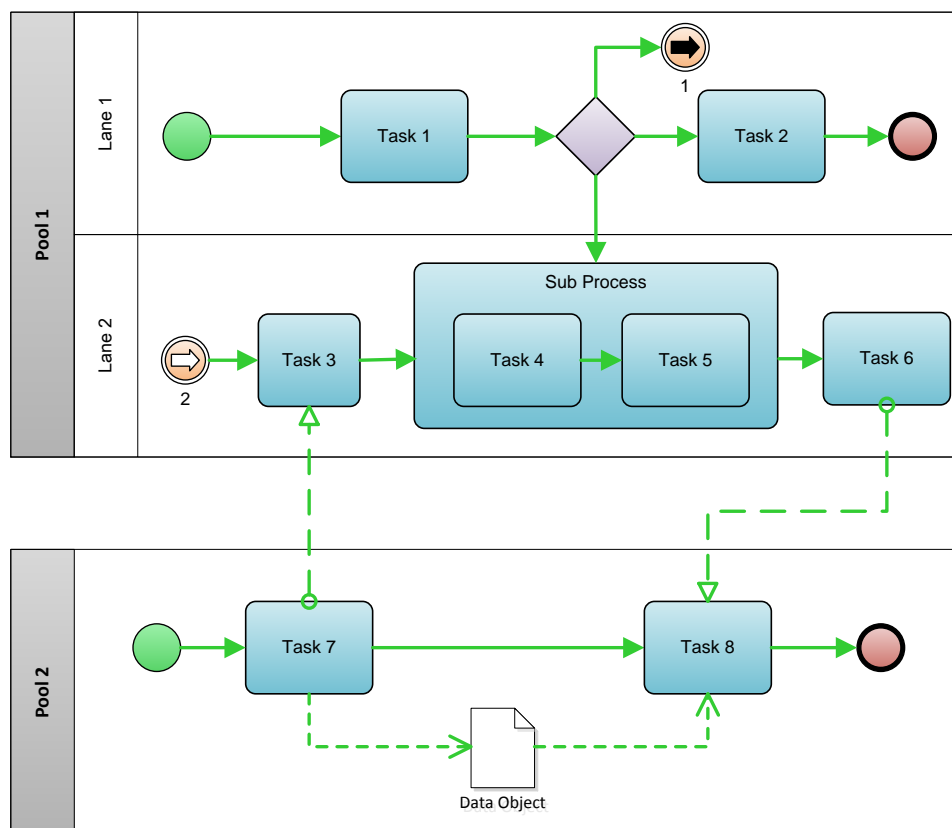 Pool 1
Lane 1
Task 1
1
Task 2
Lane 2
2
Task 3
Sub Process
Task 4
Task 5
Task 6
Pool 2
Task 7
Task 8
Data Object